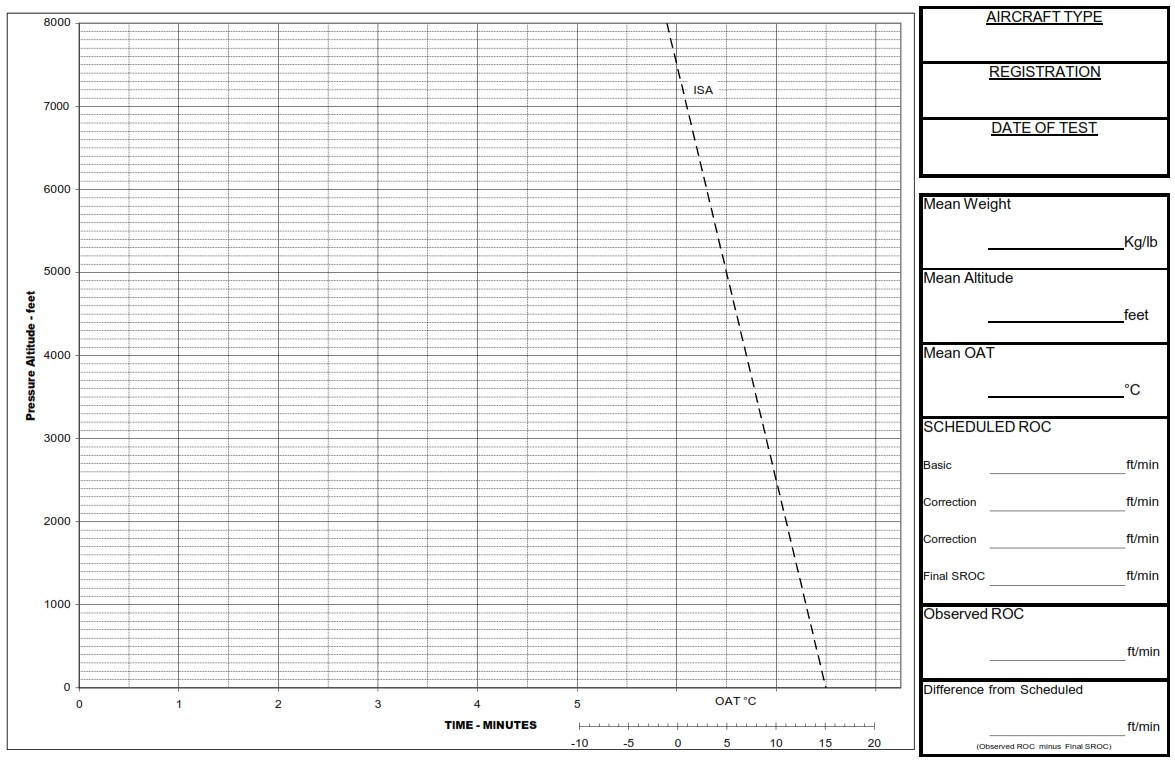 8000
7000
6000
5000
4000
3000
2000
1000
0
Pressure Altitude - feet
ISA
0 1 2 3 4 5 OAT °C
TIME - MINUTES
-10 -5 0 5 10 15 20
AIRCRAFT TYPE
REGISTRATION
DATE OF TEST
Mean Weight
Kg/lb
Mean Altitude
feet
Mean OAT
°C
SCHEDULED ROC
Basic ft/min
Correction ft/min
Correction ft/min
Final SROC ft/min
Observed ROC
ft/min
Difference from Scheduled
ft/min
(Observed ROC minus Final SROC)